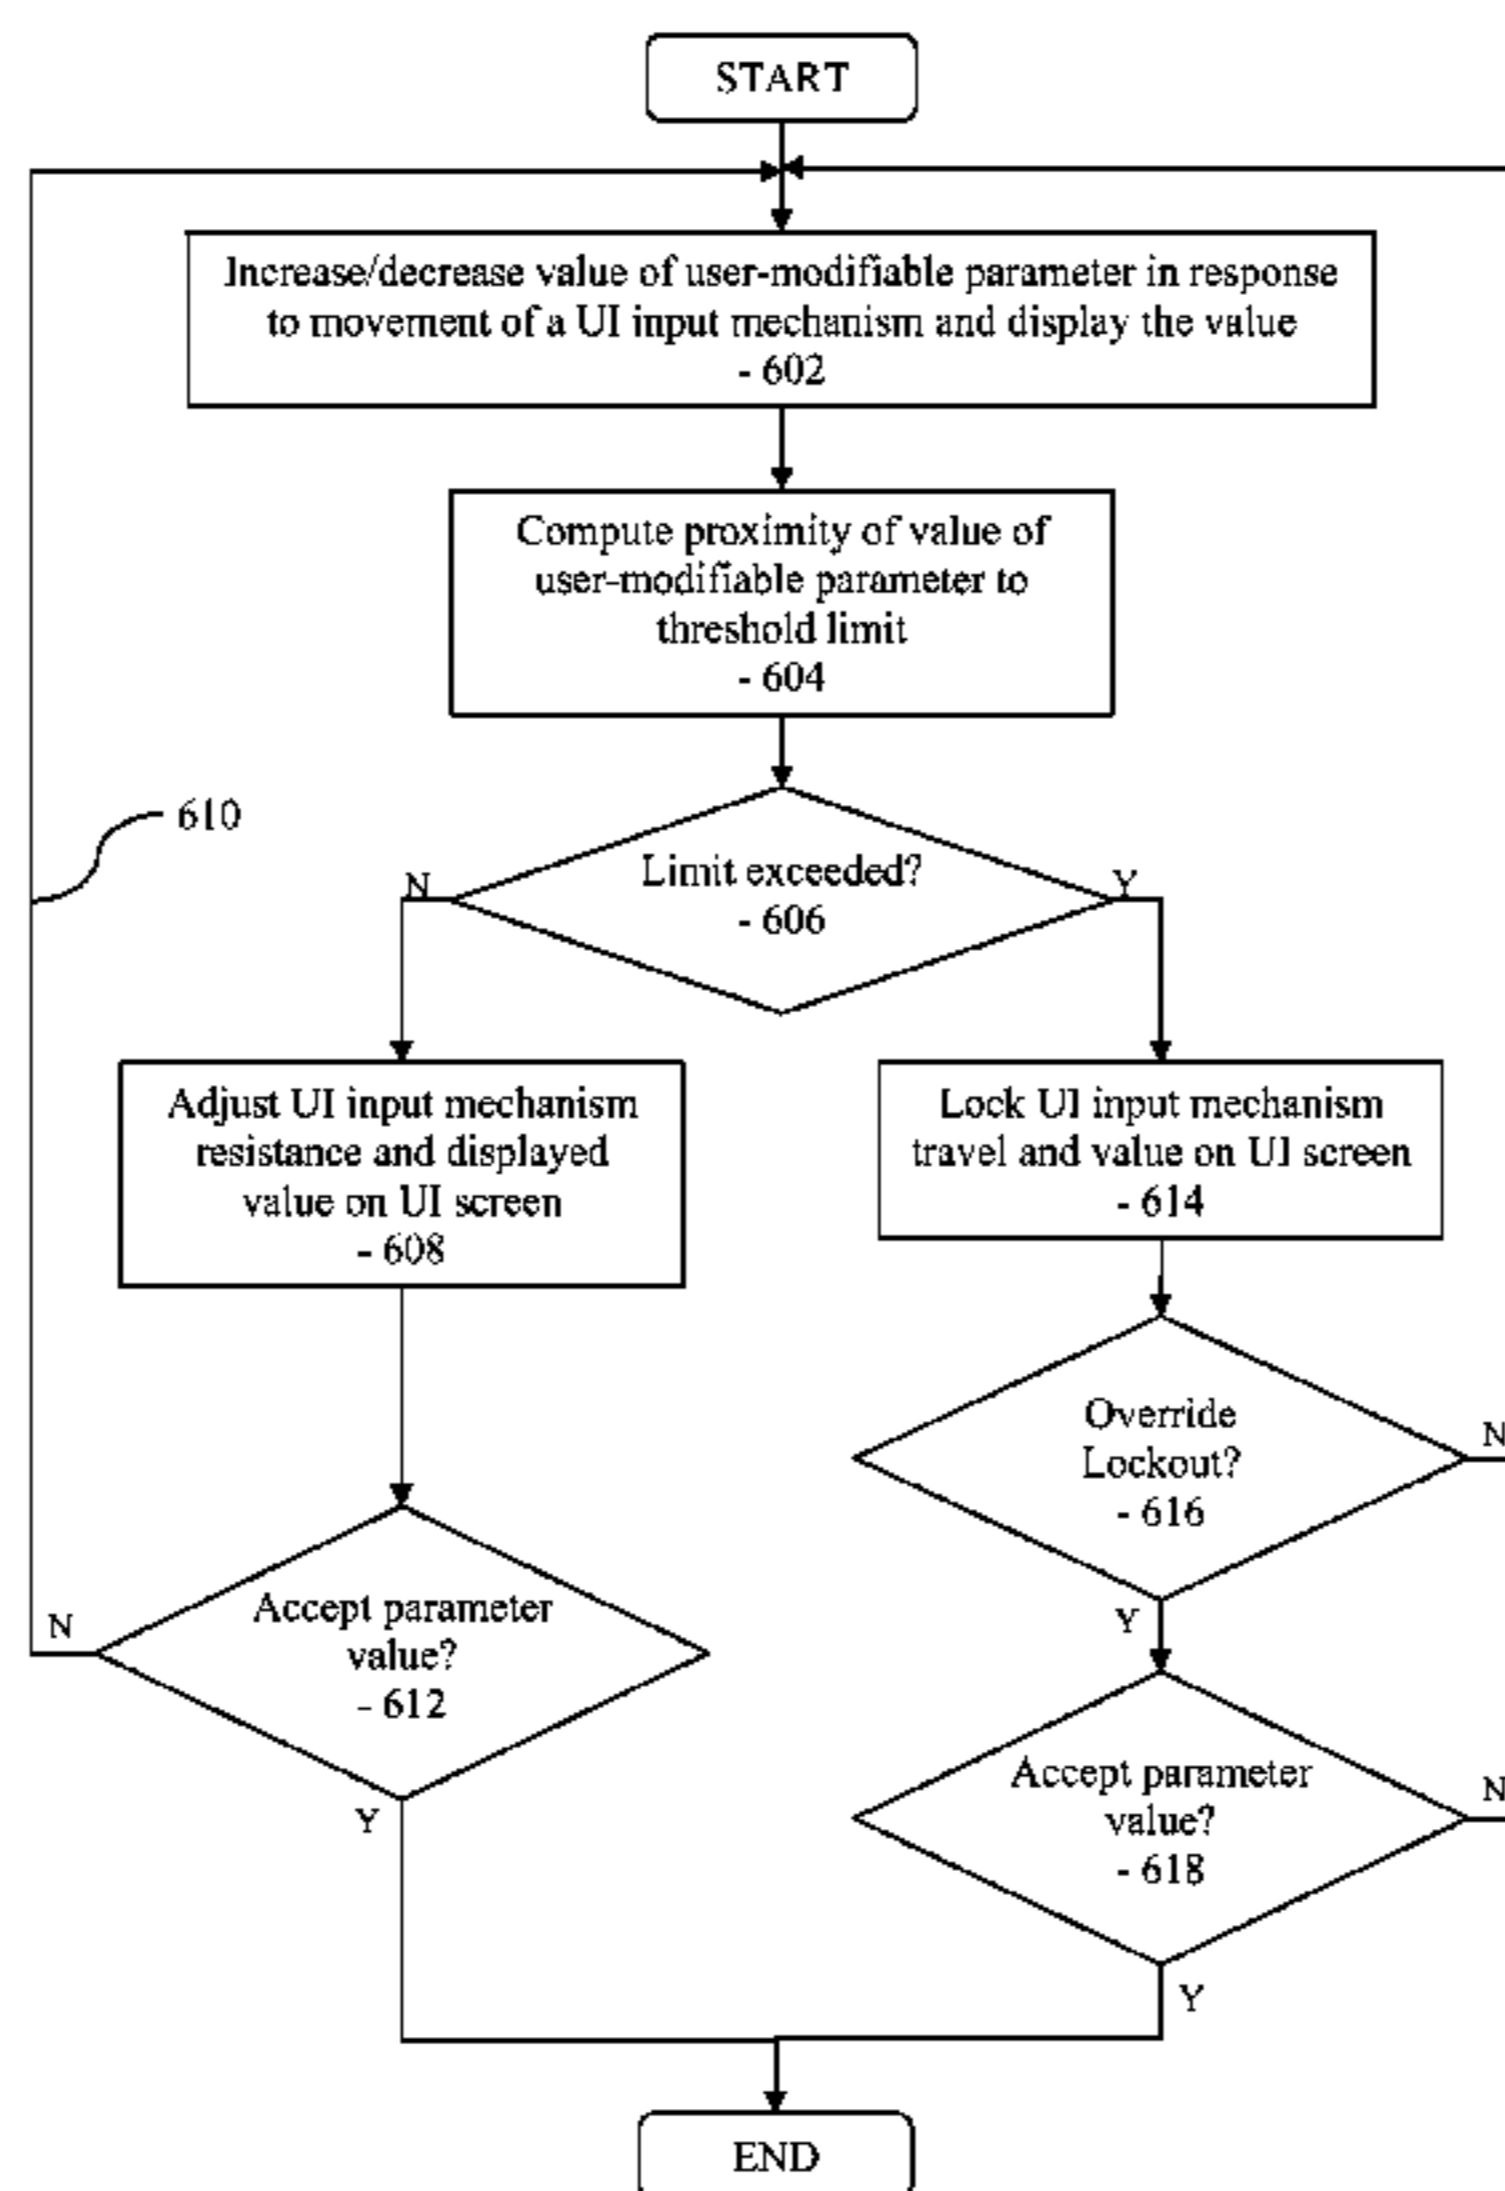 START
Increase/decrease value of user-modifiable parameter in response
to movement of a UI input mechanism and display the value
- 602
Compute proximity of value of
user-modifiable parameter to
threshold limit
- 604
610
Limit exceeded?
- 606
N
Y
Adjust UI input mechanism
resistance and displayed
value on UI screen
- 608
Lock UI input mechanism
travel and value on UI screen
- 614
Override
Lockout?
- 616
N
Y
Accept parameter
value?
- 612
N
Y
Accept parameter
value?
- 618
N
Y
END